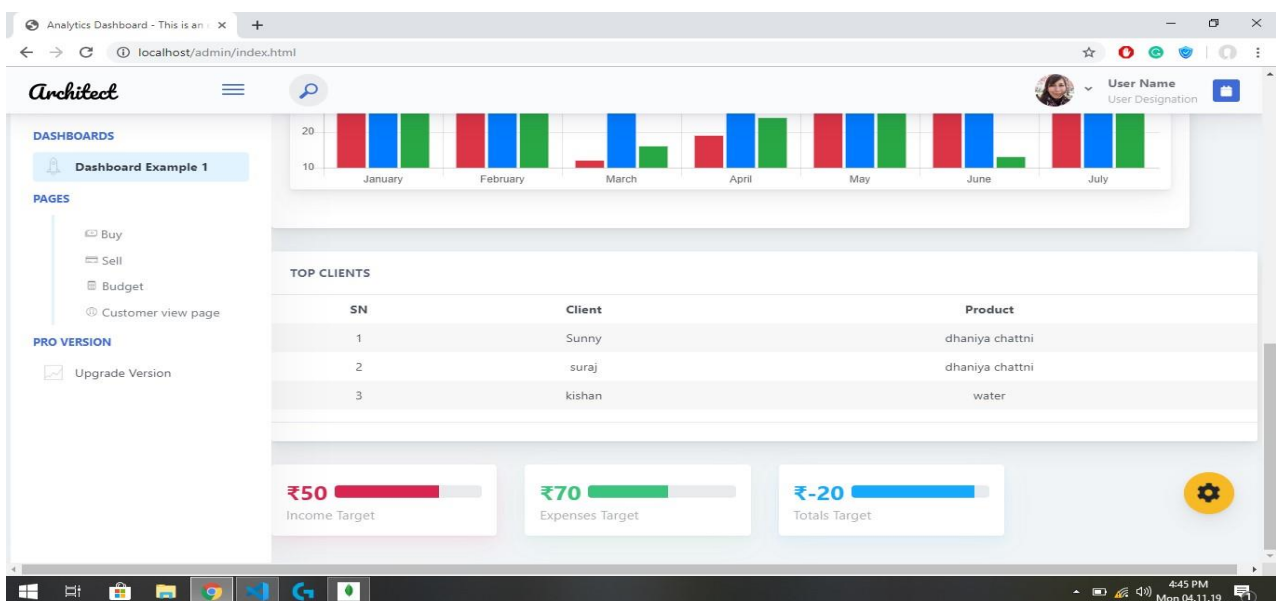 Analytics Dashboard - This is an
localhost/admin/index.html
Architect
User Name
User Designation
DASHBOARDS
Dashboard Example 1
PAGES
Buy
Sell
Budget
Customer view page
PRO VERSION
Upgrade Version
20
10
January February March April May June July
TOP CLIENTS
SN Client Product
1 Sunny dhaniya chattni
2 suraj dhaniya chattni
3 kishan water
₹50
Income Target
₹70
Expenses Target
₹-20
Totals Target
4:45 PM
Mon 04.11.19